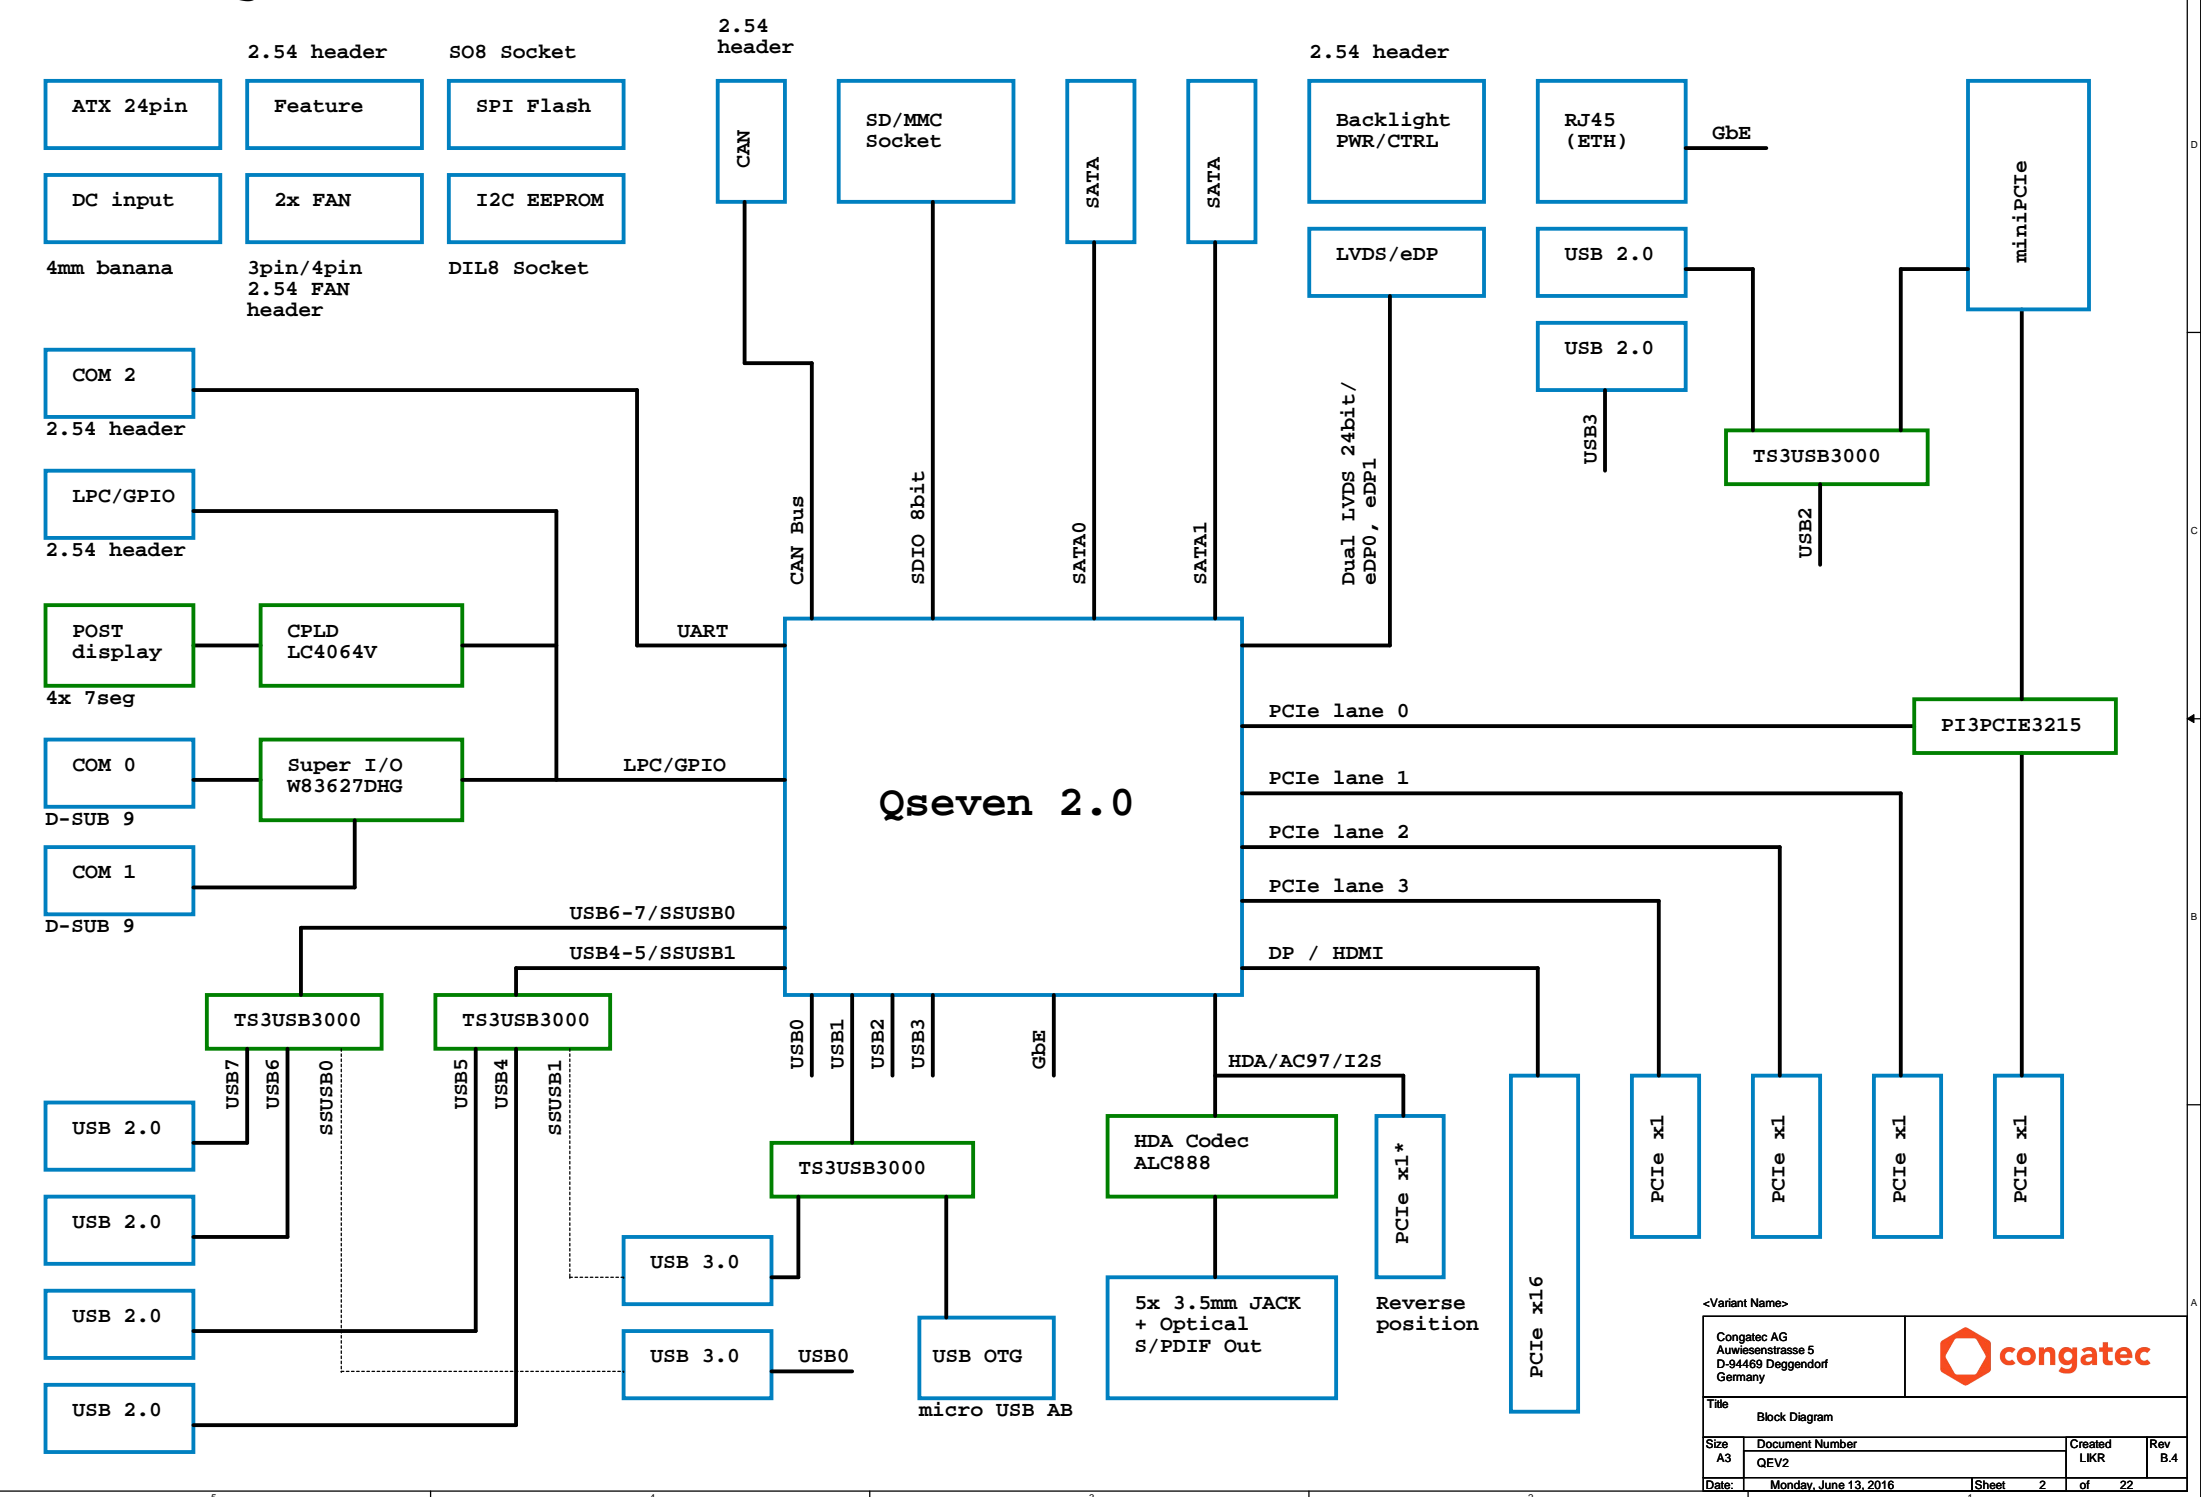 2.54 header
SO8 Socket
2.54
header
2.54 header
ATX 24pin
Feature
SPI Flash
CAN
SD/MMC
Socket
SATA
SATA
Backlight
PWR/CTRL
RJ45
(ETH)
GbE
miniPCIe
DC input
2x FAN
I2C EEPROM
4mm banana
3pin/4pin
2.54 FAN
header
DIL8 Socket
LVDS/eDP
USB 2.0
USB 2.0
USB3
TS3USB3000
USB2
COM 2
2.54 header
LPC/GPIO
2.54 header
CAN Bus
SDIO 8bit
SATA0
SATA1
Dual LVDS 24bit/
eDP0, eDP1
POST
display
4x 7seg
CPLD
LC4064V
UART
COM 0
D-SUB 9
Super I/O
W83627DHG
LPC/GPIO
COM 1
D-SUB 9
Qseven 2.0
PCIe lane 0
PI3PCIE3215
PCIe lane 1
PCIe lane 2
PCIe lane 3
DP / HDMI
USB6-7/SSUSB0
USB4-5/SSUSB1
TS3USB3000
TS3USB3000
USB7
USB6
SSUSB0
USB5
USB4
SSUSB1
USB0
USB1
USB2
USB3
GbE
HDA/AC97/I2S
USB 2.0
USB 2.0
USB 2.0
USB 2.0
TS3USB3000
USB 3.0
USB 3.0
USB0
USB OTG
micro USB AB
HDA Codec
ALC888
5x 3.5mm JACK
+ Optical
S/PDIF Out
PCIe x1*
Reverse
position
PCIe x16
PCIe x1
PCIe x1
PCIe x1
PCIe x1
D
C
B
A
<Variant Name>
Congatec AG
Auwiesenstrasse 5
D-94469 Deggendorf
Germany
congatec
Title
Block Diagram
Size
A3
Document Number
QEV2
Created
LIKR
Rev
B.4
Date:
Monday, June 13, 2016
Sheet 2 of 22